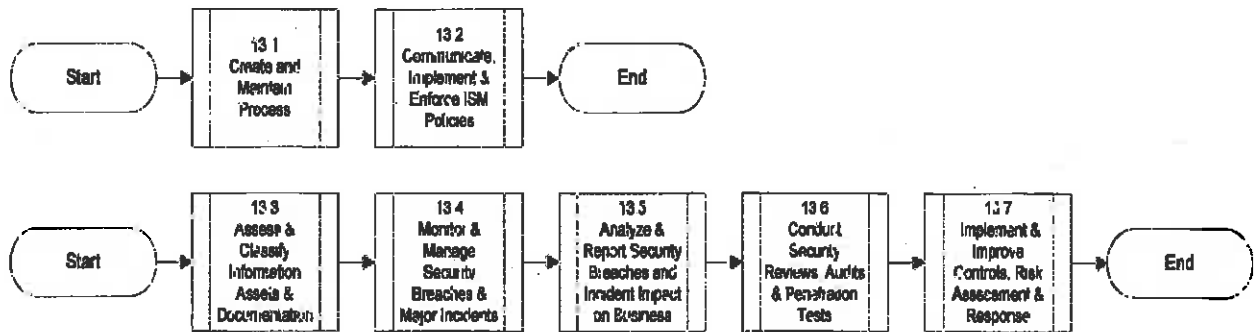 Start
13.1
Create and
Maintain
Process
13.2
Communicate,
Implement &
Enforce ISM
Policies
End
Start
13.3
Assess &
Classify
Information
Assets &
Documentation
13.4
Monitor &
Manage
Security
Breaches &
Major Incidents
13.5
Analyze &
Report Security
Breaches and
Incident Impact
on Business
13.6
Conduct
Security
Reviews, Audits
& Penetration
Tests
13.7
Implement &
Improve
Controls, Risk
Assessment &
Response
End